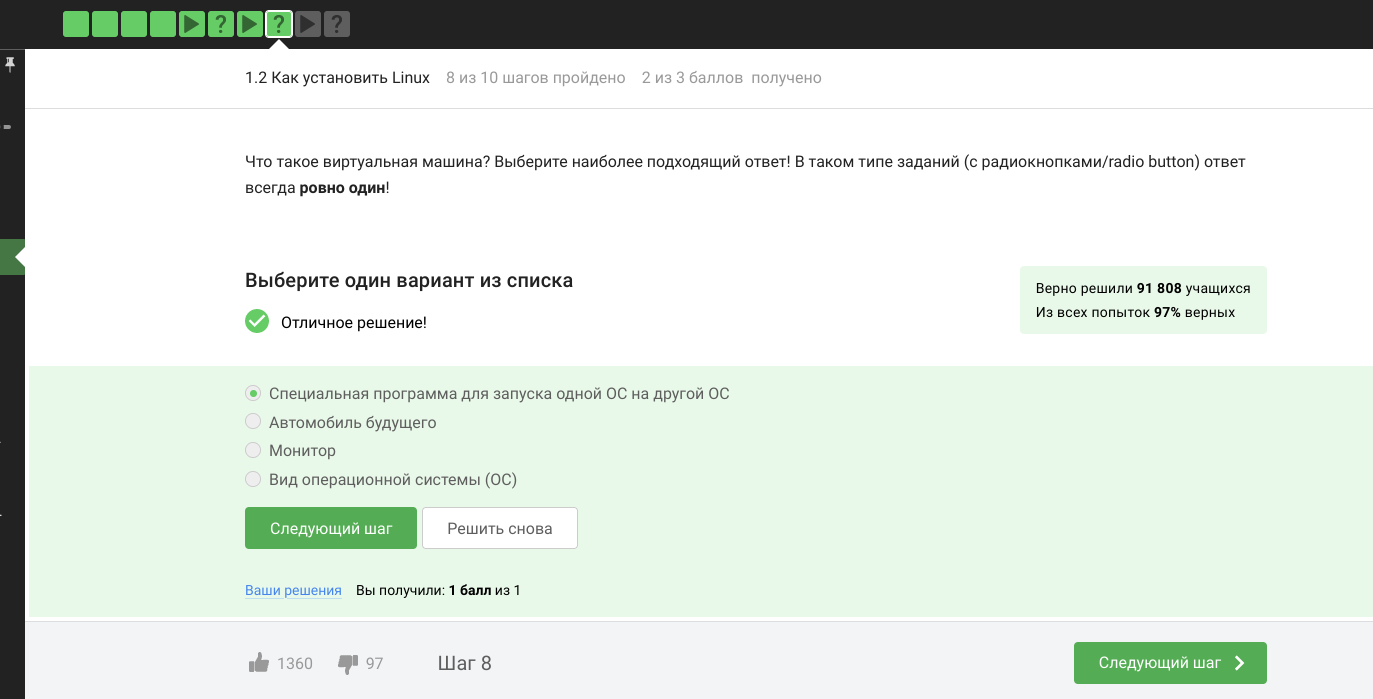 ? ? ?
1.2 Как установить Linux 8 из 10 шагов пройдено 2 из 3 баллов получено
Что такое виртуальная машина? Выберите наиболее подходящий ответ! В таком типе заданий (с радиокнопками/radio button) ответ
всегда ровно один!
Выберите один вариант из списка
Отличное решение!
Верно решили 91 808 учащихся
Из всех попыток 97% верных
Специальная программа для запуска одной ОС на другой ОС
Автомобиль будущего
Монитор
Вид операционной системы (ОС)
Следующий шаг Решить снова
Ваши решения Вы получили: 1 балл из 1
1360 97 Шаг 8 Следующий шаг